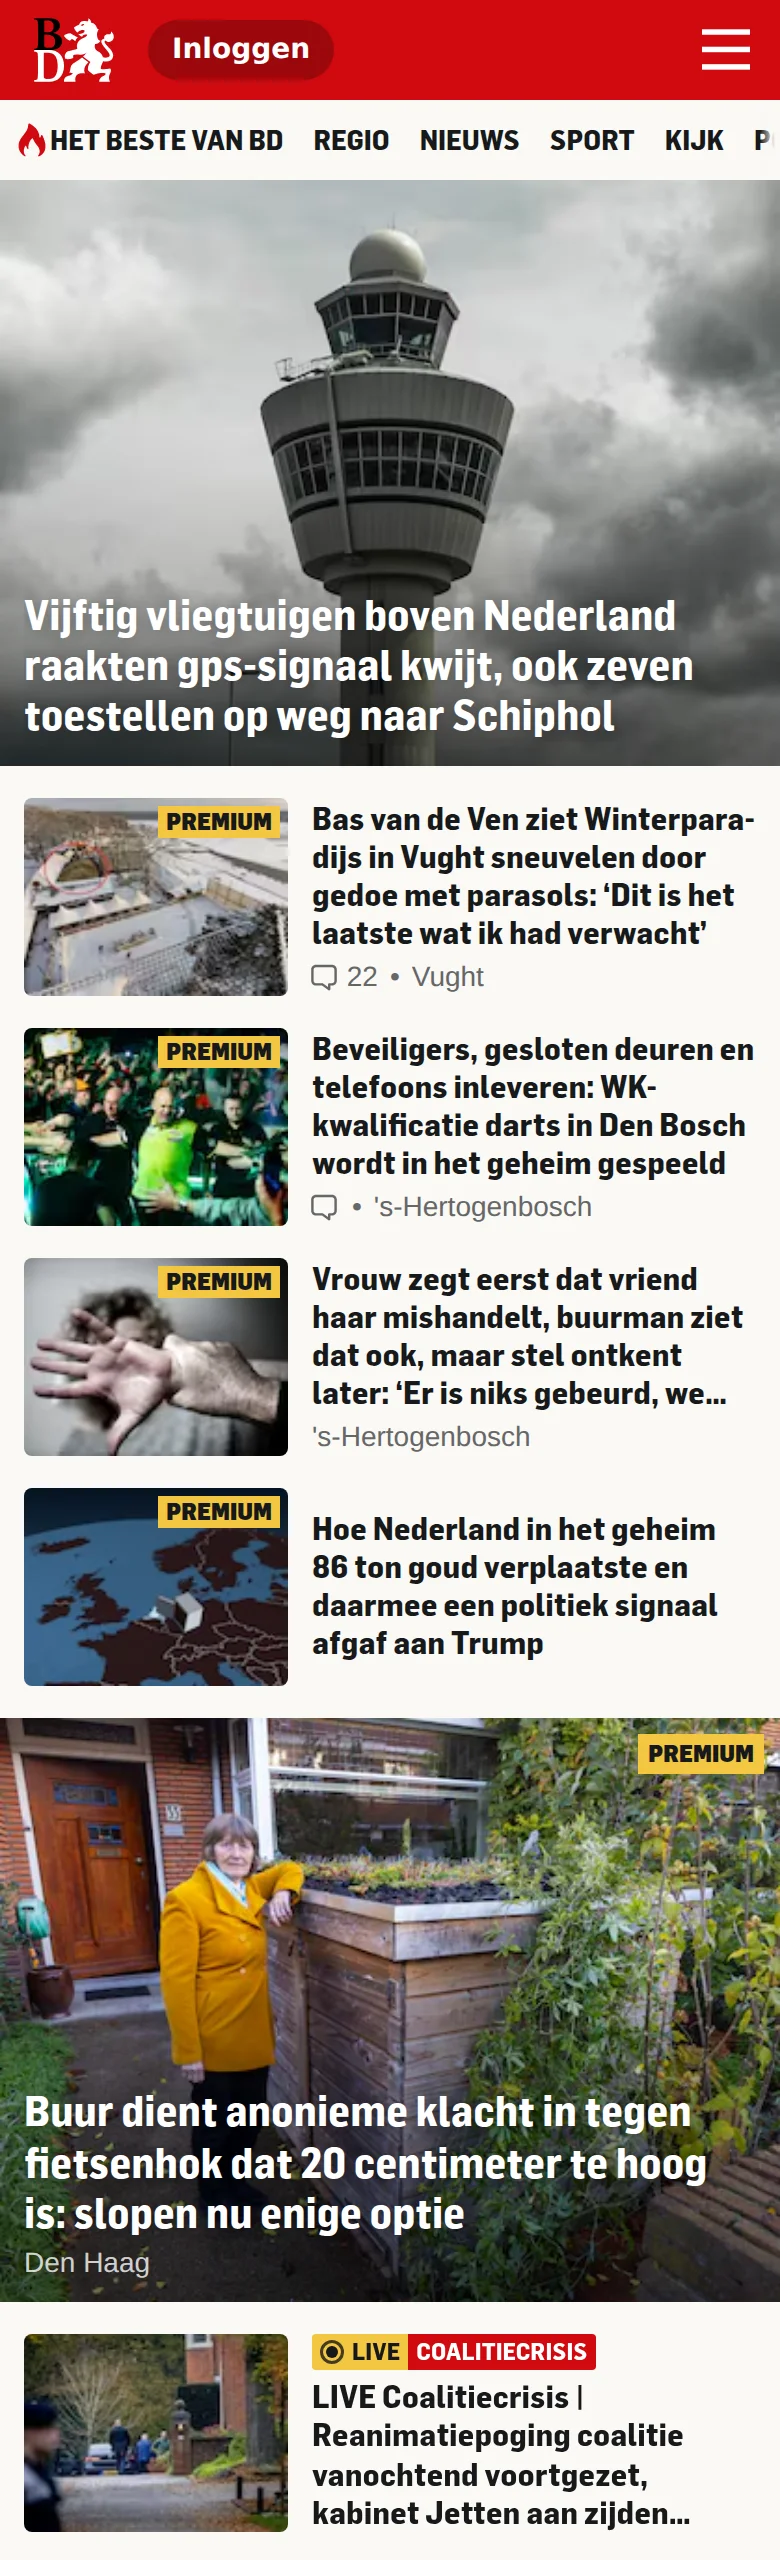 BD
Inloggen
HET BESTE VAN BD REGIO NIEUWS SPORT KIJK
Vijftig vliegtuigen boven Nederland
raakten gps-signaal kwijt, ook zeven
toestellen op weg naar Schiphol
PREMIUM
Bas van de Ven ziet Winterpara-
dijs in Vught sneuvelen door
gedoe met parasols: ‘Dit is het
laatste wat ik had verwacht’
22 • Vught
PREMIUM
Beveiligers, gesloten deuren en
telefoons inleveren: WK-
kwalificatie darts in Den Bosch
wordt in het geheim gespeeld
• 's-Hertogenbosch
PREMIUM
Vrouw zegt eerst dat vriend
haar mishandelt, buurman ziet
dat ook, maar stel ontkent
later: ‘Er is niks gebeurd, we...
's-Hertogenbosch
PREMIUM
Hoe Nederland in het geheim
86 ton goud verplaatste en
daarmee een politiek signaal
afgaf aan Trump
PREMIUM
Buur dient anonieme klacht in tegen
fietsenhok dat 20 centimeter te hoog
is: slopen nu enige optie
Den Haag
LIVE COALITIECRISIS
LIVE Coalitiecrisis |
Reanimatiepoging coalitie
vanochtend voortgezet,
kabinet Jetten aan zijden...